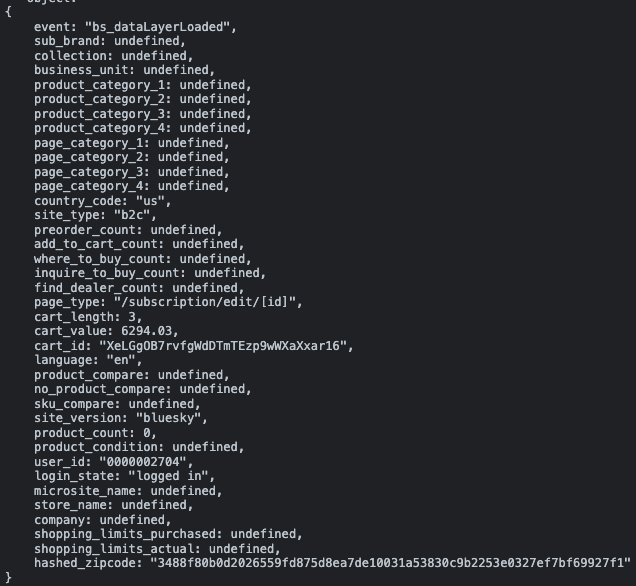 object:
{
event: "bs_dataLayerLoaded",
sub_brand: undefined,
collection: undefined,
business_unit: undefined,
product_category_1: undefined,
product_category_2: undefined,
product_category_3: undefined,
product_category_4: undefined,
page_category_1: undefined,
page_category_2: undefined,
page_category_3: undefined,
page_category_4: undefined,
country_code: "us",
site_type: "b2c",
preorder_count: undefined,
add_to_cart_count: undefined,
where_to_buy_count: undefined,
inquire_to_buy_count: undefined,
find_dealer_count: undefined,
page_type: "/subscription/edit/[id]",
cart_length: 3,
cart_value: 6294.03,
cart_id: "XeLGgOB7rvfgWdDTmTEzp9wWXaXxar16",
language: "en",
product_compare: undefined,
no_product_compare: undefined,
sku_compare: undefined,
site_version: "bluesky",
product_count: 0,
product_condition: undefined,
user_id: "0000002704",
login_state: "logged in",
microsite_name: undefined,
store_name: undefined,
company: undefined,
shopping_limits_purchased: undefined,
shopping_limits_actual: undefined,
hashed_zipcode: "3488f80b0d2026559fd875d8ea7de10031a53830c9b2253e0327ef7bf69927f1"
}